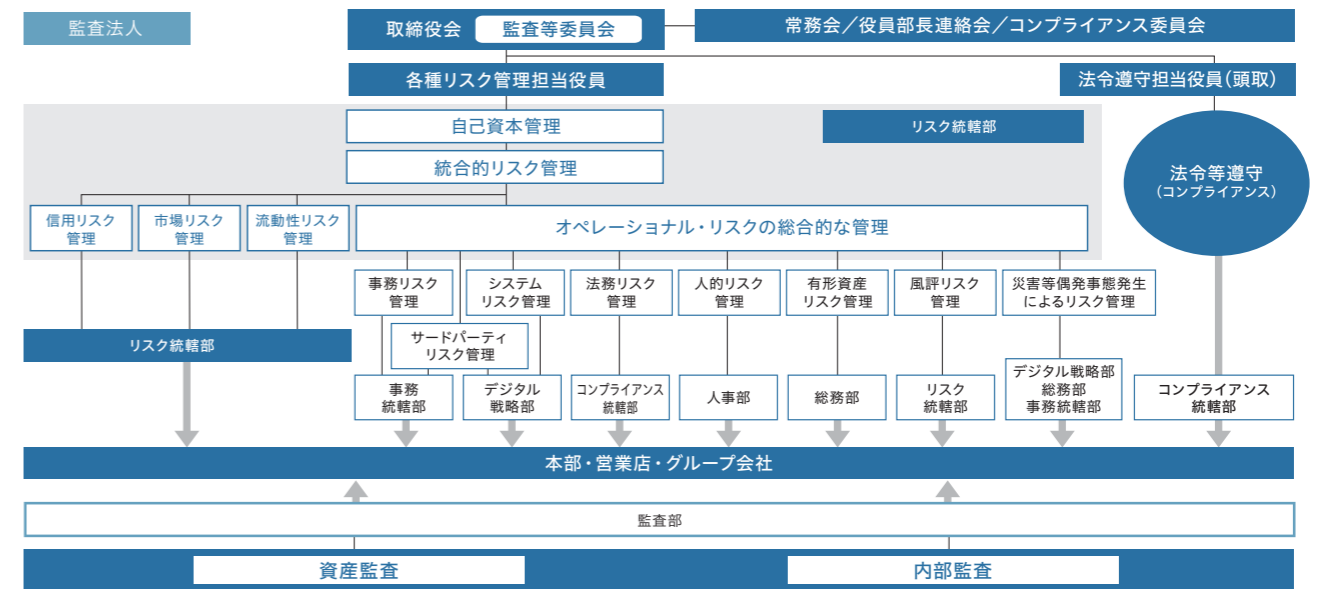 監査法人
取締役会
監査等委員会
常務会／役員部長連絡会／コンプライアンス委員会
各種リスク管理担当役員
法令遵守担当役員（頭取）
自己資本管理
リスク統轄部
統合的リスク管理
法令等遵守
（コンプライアンス）
信用リスク
管理
市場リスク
管理
流動性リスク
管理
オペレーショナル・リスクの総合的な管理
事務リスク
管理
システム
リスク管理
法務リスク
管理
人的リスク
管理
有形資産
リスク管理
風評リスク
管理
災害等偶発事態発生
によるリスク管理
サードパーティ
リスク管理
リスク統轄部
事務
統轄部
デジタル
戦略部
コンプライアンス
統轄部
人事部
総務部
リスク
統轄部
デジタル戦略部
総務部
事務統轄部
コンプライアンス
統轄部
本部・営業店・グループ会社
監査部
資産監査
内部監査